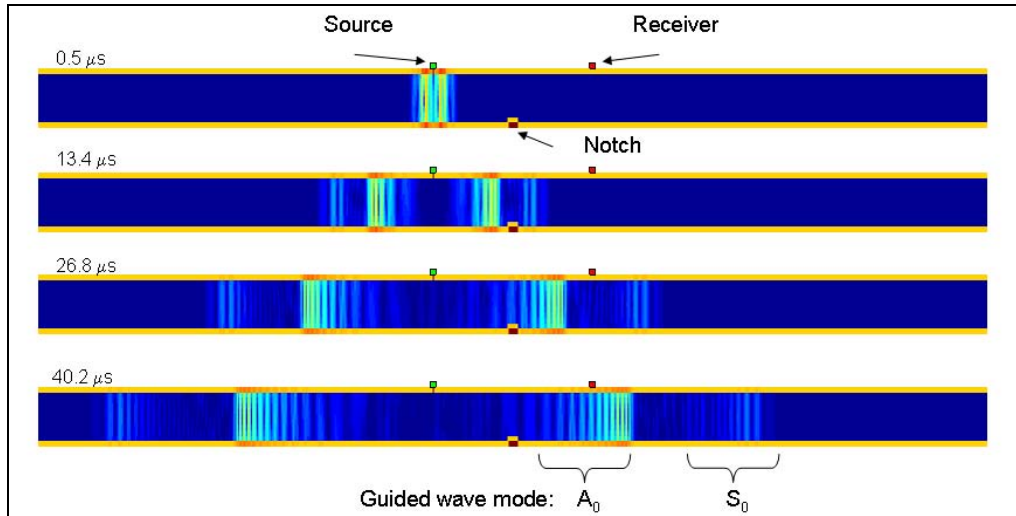 Source
Receiver
0.5 μs
Notch
13.4 μs
26.8 μs
40.2 μs
Guided wave mode: A₀ S₀